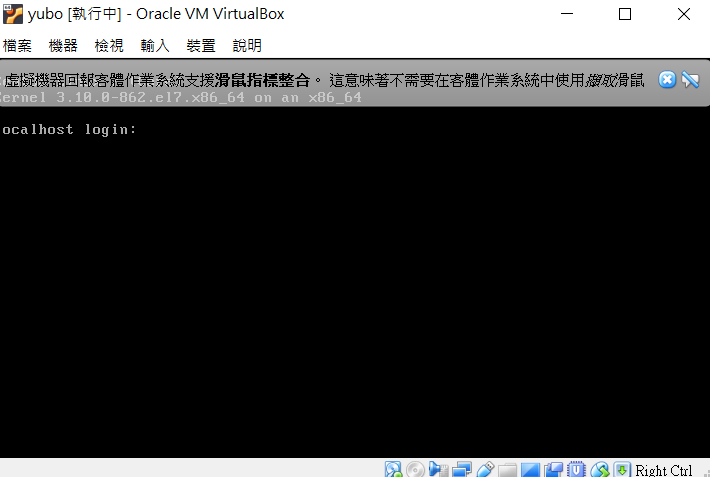 yubo [執行中] - Oracle VM VirtualBox
檔案 機器 檢視 輸入 裝置 說明
虛擬機器回報客體作業系統支援滑鼠指標整合。 這意味著不需要在客體作業系統中使用擷取滑鼠
Kernel 3.10.0-862.el7.x86_64 on an x86_64
ocalhost login:
Right Ctrl